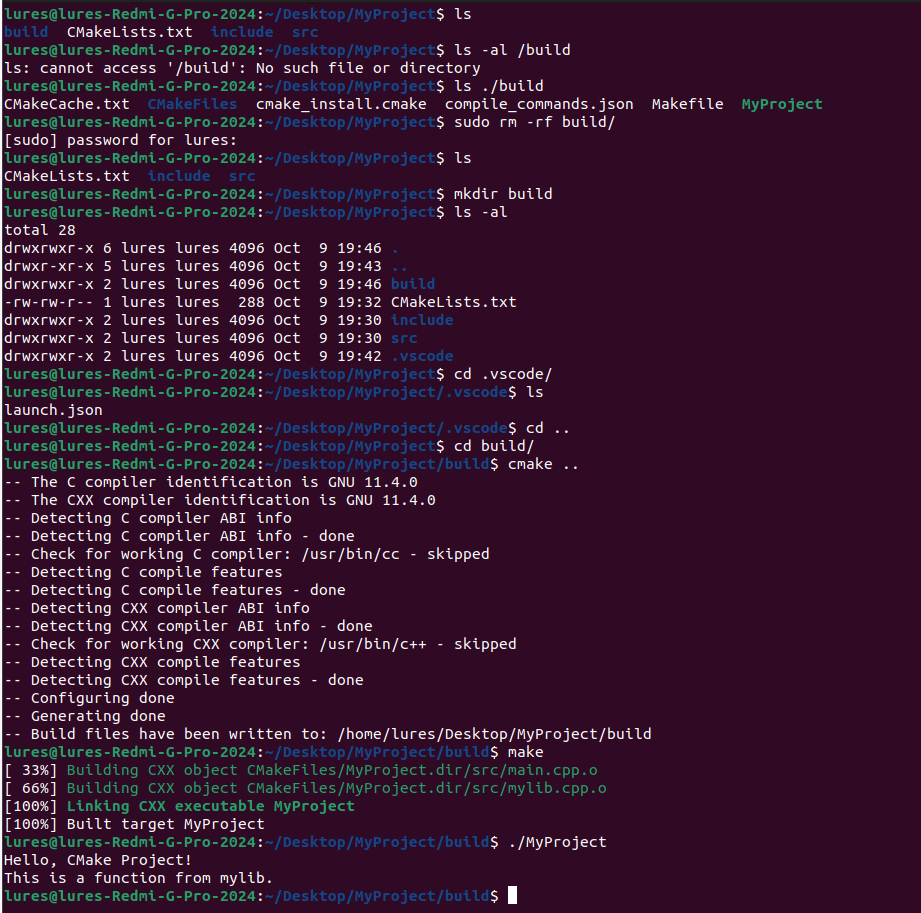 lures@lures-Redmi-G-Pro-2024:~/Desktop/MyProject$ ls
build  CMakeLists.txt  include  src
lures@lures-Redmi-G-Pro-2024:~/Desktop/MyProject$ ls -al /build
ls: cannot access '/build': No such file or directory
lures@lures-Redmi-G-Pro-2024:~/Desktop/MyProject$ ls ./build
CMakeCache.txt  CMakeFiles  cmake_install.cmake  compile_commands.json  Makefile  MyProject
lures@lures-Redmi-G-Pro-2024:~/Desktop/MyProject$ sudo rm -rf build/
[sudo] password for lures:
lures@lures-Redmi-G-Pro-2024:~/Desktop/MyProject$ ls
CMakeLists.txt  include  src
lures@lures-Redmi-G-Pro-2024:~/Desktop/MyProject$ mkdir build
lures@lures-Redmi-G-Pro-2024:~/Desktop/MyProject$ ls -al
total 28
drwxrwxr-x 6 lures lures 4096 Oct  9 19:46 .
drwxr-xr-x 5 lures lures 4096 Oct  9 19:43 ..
drwxrwxr-x 2 lures lures 4096 Oct  9 19:46 build
-rw-rw-r-- 1 lures lures  288 Oct  9 19:32 CMakeLists.txt
drwxrwxr-x 2 lures lures 4096 Oct  9 19:30 include
drwxrwxr-x 2 lures lures 4096 Oct  9 19:30 src
drwxrwxr-x 2 lures lures 4096 Oct  9 19:42 .vscode
lures@lures-Redmi-G-Pro-2024:~/Desktop/MyProject$ cd .vscode/
lures@lures-Redmi-G-Pro-2024:~/Desktop/MyProject/.vscode$ ls
launch.json
lures@lures-Redmi-G-Pro-2024:~/Desktop/MyProject/.vscode$ cd ..
lures@lures-Redmi-G-Pro-2024:~/Desktop/MyProject$ cd build/
lures@lures-Redmi-G-Pro-2024:~/Desktop/MyProject/build$ cmake ..
-- The C compiler identification is GNU 11.4.0
-- The CXX compiler identification is GNU 11.4.0
-- Detecting C compiler ABI info
-- Detecting C compiler ABI info - done
-- Check for working C compiler: /usr/bin/cc - skipped
-- Detecting C compile features
-- Detecting C compile features - done
-- Detecting CXX compiler ABI info
-- Detecting CXX compiler ABI info - done
-- Check for working CXX compiler: /usr/bin/c++ - skipped
-- Detecting CXX compile features
-- Detecting CXX compile features - done
-- Configuring done
-- Generating done
-- Build files have been written to: /home/lures/Desktop/MyProject/build
lures@lures-Redmi-G-Pro-2024:~/Desktop/MyProject/build$ make
[ 33%] Building CXX object CMakeFiles/MyProject.dir/src/main.cpp.o
[ 66%] Building CXX object CMakeFiles/MyProject.dir/src/mylib.cpp.o
[100%] Linking CXX executable MyProject
[100%] Built target MyProject
lures@lures-Redmi-G-Pro-2024:~/Desktop/MyProject/build$ ./MyProject
Hello, CMake Project!
This is a function from mylib.
lures@lures-Redmi-G-Pro-2024:~/Desktop/MyProject/build$